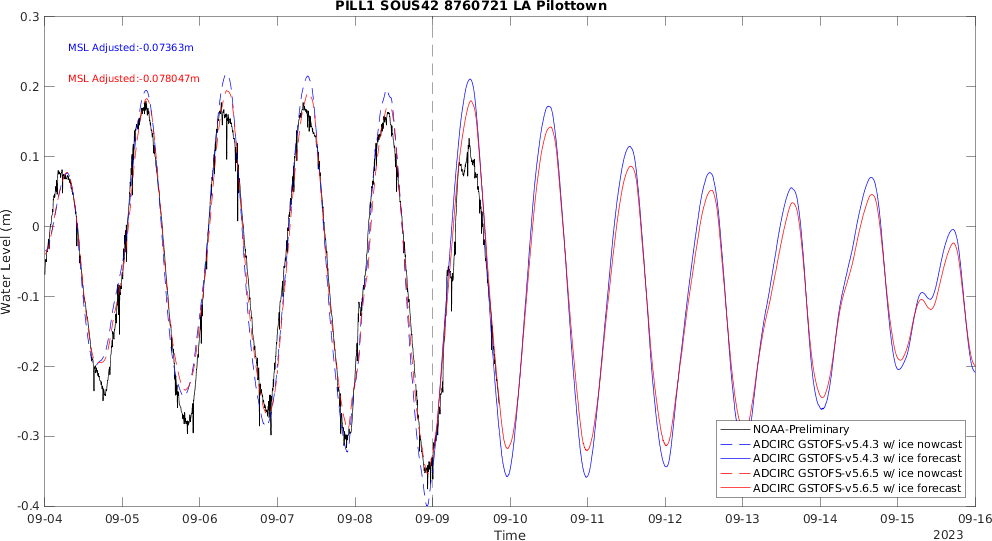 PILL1 SOUS42 8760721 LA Pilottown
MSL Adjusted:-0.07363m
MSL Adjusted:-0.078047m
Water Level (m)
0.3
0.2
0.1
0
-0.1
-0.2
-0.3
-0.4
NOAA-Preliminary
ADCIRC GSTOFS-v5.4.3 w/ ice nowcast
ADCIRC GSTOFS-v5.4.3 w/ ice forecast
ADCIRC GSTOFS-v5.6.5 w/ ice nowcast
ADCIRC GSTOFS-v5.6.5 w/ ice forecast
09-04 09-05 09-06 09-07 09-08 09-09 09-10 09-11 09-12 09-13 09-14 09-15 09-16
Time
2023